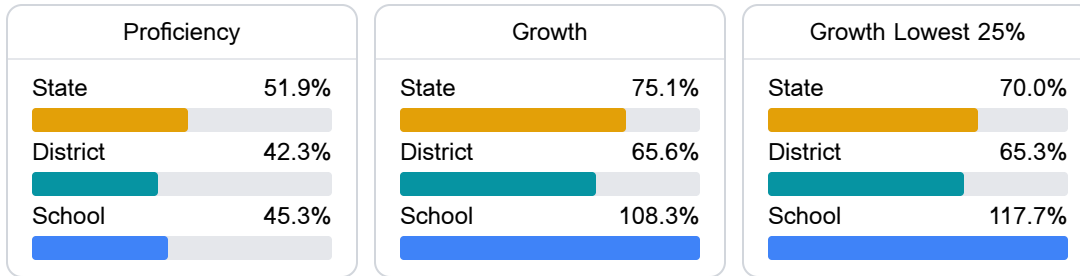 Proficiency
State 51.9%
District 42.3%
School 45.3%
Growth
State 75.1%
District 65.6%
School 108.3%
Growth Lowest 25%
State 70.0%
District 65.3%
School 117.7%